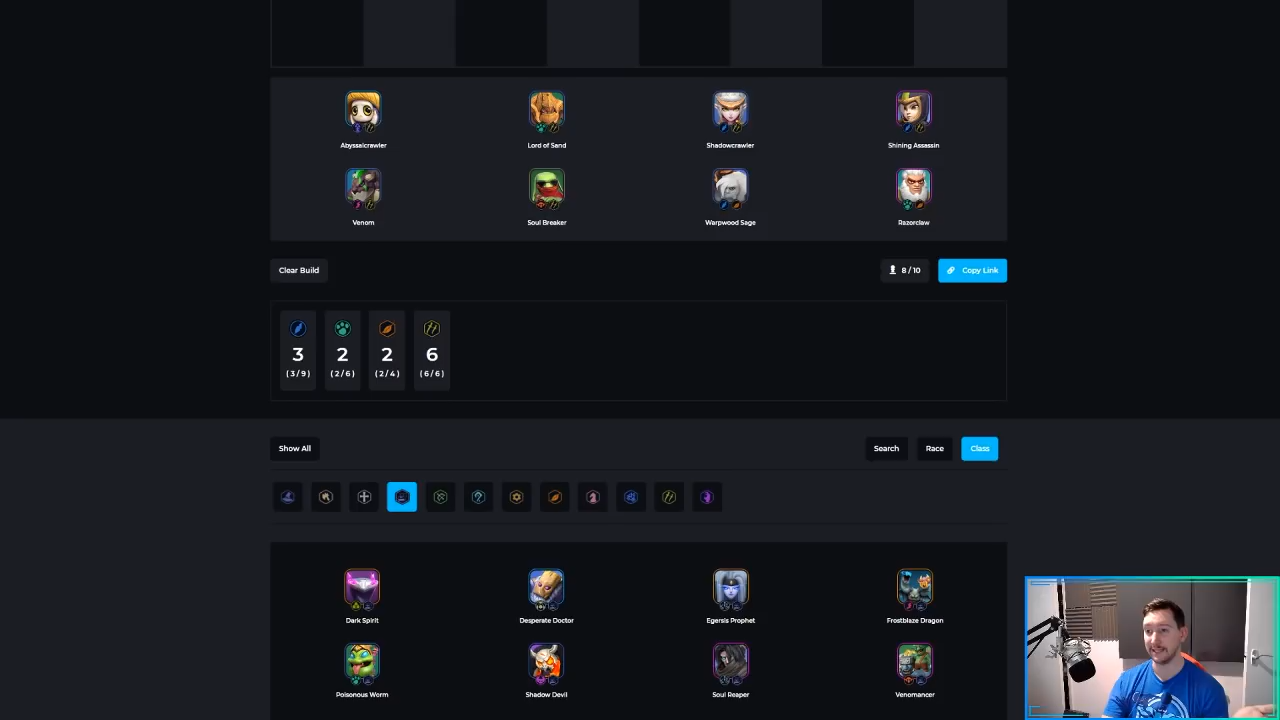 Abyssalcrawler Lord of Sand Shadowcrawler Shining Assassin
Venom Soul Breaker Warpwood Sage Razorclaw
Clear Build 8 / 10 Copy Link
3 2 2 6
( 3 / 9 ) ( 2 / 6 ) ( 2 / 4 ) ( 6 / 6 )
Show All Search Race Class
Dark Spirit Desperate Doctor Egersis Prophet Frostblaze Dragon
Poisonous Worm Shadow Devil Soul Reaper Venomancer